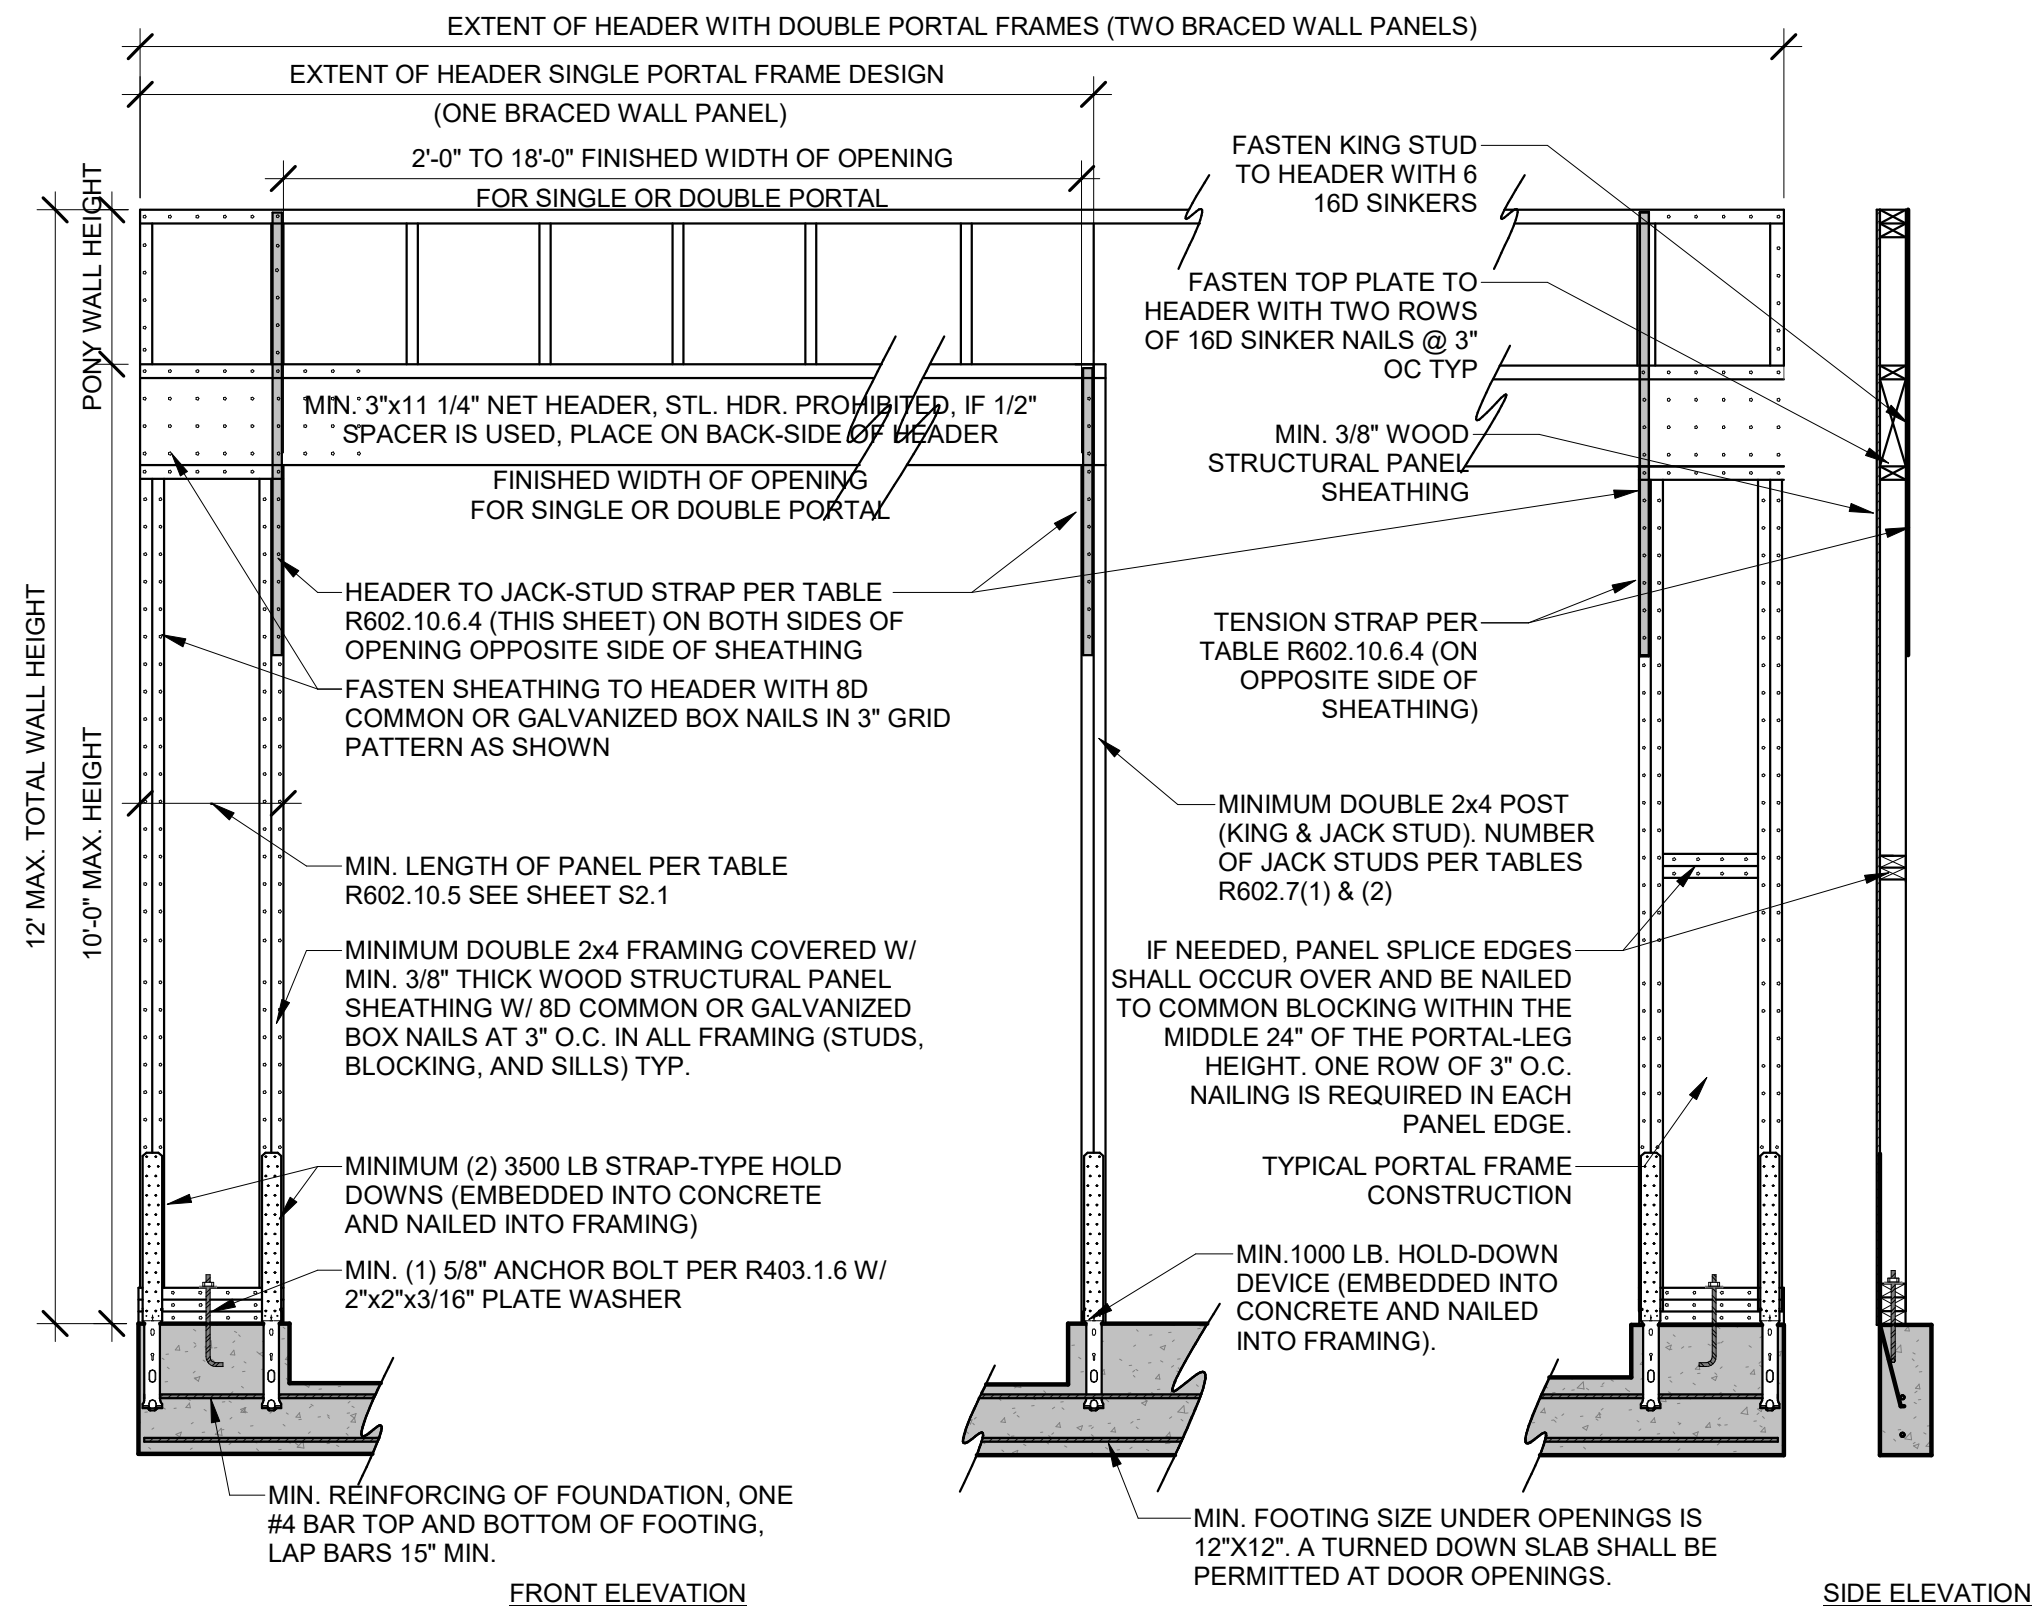 EXTENT OF HEADER WITH DOUBLE PORTAL FRAMES (TWO BRACED WALL PANELS)
EXTENT OF HEADER SINGLE PORTAL FRAME DESIGN
(ONE BRACED WALL PANEL)
2'-0" TO 18'-0" FINISHED WIDTH OF OPENING
FOR SINGLE OR DOUBLE PORTAL
FASTEN KING STUD
TO HEADER WITH 6
16D SINKERS
PONY WALL HEIGHT
FASTEN TOP PLATE TO
HEADER WITH TWO ROWS
OF 16D SINKER NAILS @ 3"
OC TYP
MIN. 3"x11 1/4" NET HEADER, STL. HDR. PROHIBITED, IF 1/2"
SPACER IS USED, PLACE ON BACK-SIDE OF HEADER
MIN. 3/8" WOOD
STRUCTURAL PANEL
SHEATHING
FINISHED WIDTH OF OPENING
FOR SINGLE OR DOUBLE PORTAL
12' MAX. TOTAL WALL HEIGHT
10'-0" MAX. HEIGHT
HEADER TO JACK-STUD STRAP PER TABLE
R602.10.6.4 (THIS SHEET) ON BOTH SIDES OF
OPENING OPPOSITE SIDE OF SHEATHING
TENSION STRAP PER
TABLE R602.10.6.4 (ON
OPPOSITE SIDE OF
SHEATHING)
FASTEN SHEATHING TO HEADER WITH 8D
COMMON OR GALVANIZED BOX NAILS IN 3" GRID
PATTERN AS SHOWN
MINIMUM DOUBLE 2x4 POST
(KING & JACK STUD). NUMBER
OF JACK STUDS PER TABLES
R602.7(1) & (2)
MIN. LENGTH OF PANEL PER TABLE
R602.10.5 SEE SHEET S2.1
MINIMUM DOUBLE 2x4 FRAMING COVERED W/
MIN. 3/8" THICK WOOD STRUCTURAL PANEL
SHEATHING W/ 8D COMMON OR GALVANIZED
BOX NAILS AT 3" O.C. IN ALL FRAMING (STUDS,
BLOCKING, AND SILLS) TYP.
IF NEEDED, PANEL SPLICE EDGES
SHALL OCCUR OVER AND BE NAILED
TO COMMON BLOCKING WITHIN THE
MIDDLE 24" OF THE PORTAL-LEG
HEIGHT. ONE ROW OF 3" O.C.
NAILING IS REQUIRED IN EACH
PANEL EDGE.
MINIMUM (2) 3500 LB STRAP-TYPE HOLD
DOWNS (EMBEDDED INTO CONCRETE
AND NAILED INTO FRAMING)
TYPICAL PORTAL FRAME
CONSTRUCTION
MIN. (1) 5/8" ANCHOR BOLT PER R403.1.6 W/
2"x2"x3/16" PLATE WASHER
MIN.1000 LB. HOLD-DOWN
DEVICE (EMBEDDED INTO
CONCRETE AND NAILED
INTO FRAMING).
MIN. REINFORCING OF FOUNDATION, ONE
#4 BAR TOP AND BOTTOM OF FOOTING,
LAP BARS 15" MIN.
MIN. FOOTING SIZE UNDER OPENINGS IS
12"X12". A TURNED DOWN SLAB SHALL BE
PERMITTED AT DOOR OPENINGS.
FRONT ELEVATION
SIDE ELEVATION